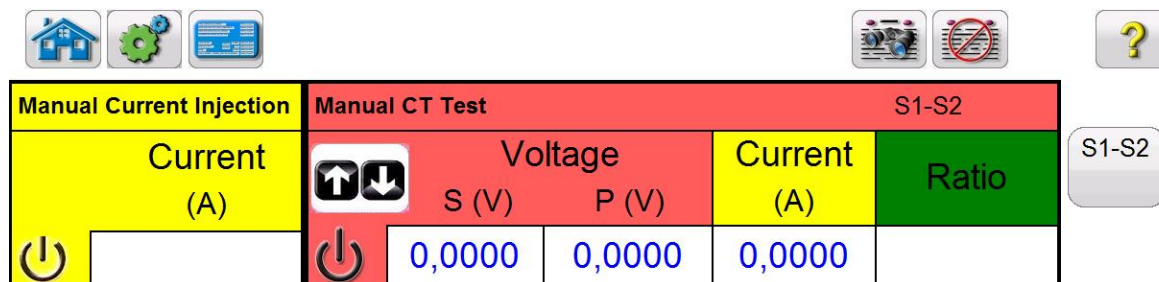 Manual Current Injection
Manual CT Test S1-S2
Current
(A)
Voltage
S (V) P (V)
Current
(A)
Ratio
S1-S2
0,0000 0,0000 0,0000